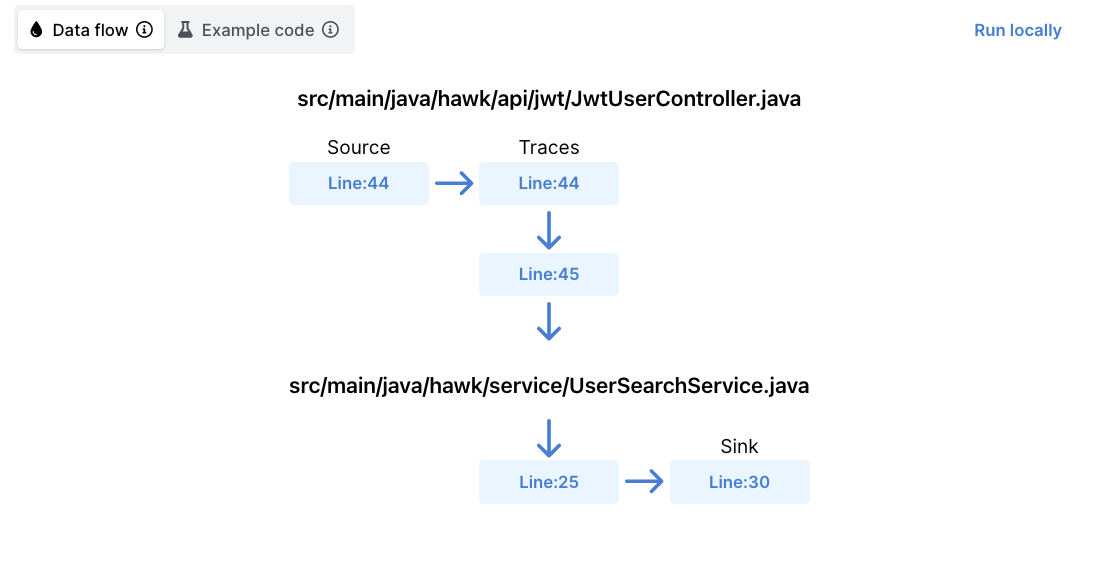 Data flow Example code Run locally
src/main/java/hawk/api/jwt/JwtUserController.java
Source Traces
Line:44 Line:44
Line:45
src/main/java/hawk/service/UserSearchService.java
Sink
Line:25 Line:30